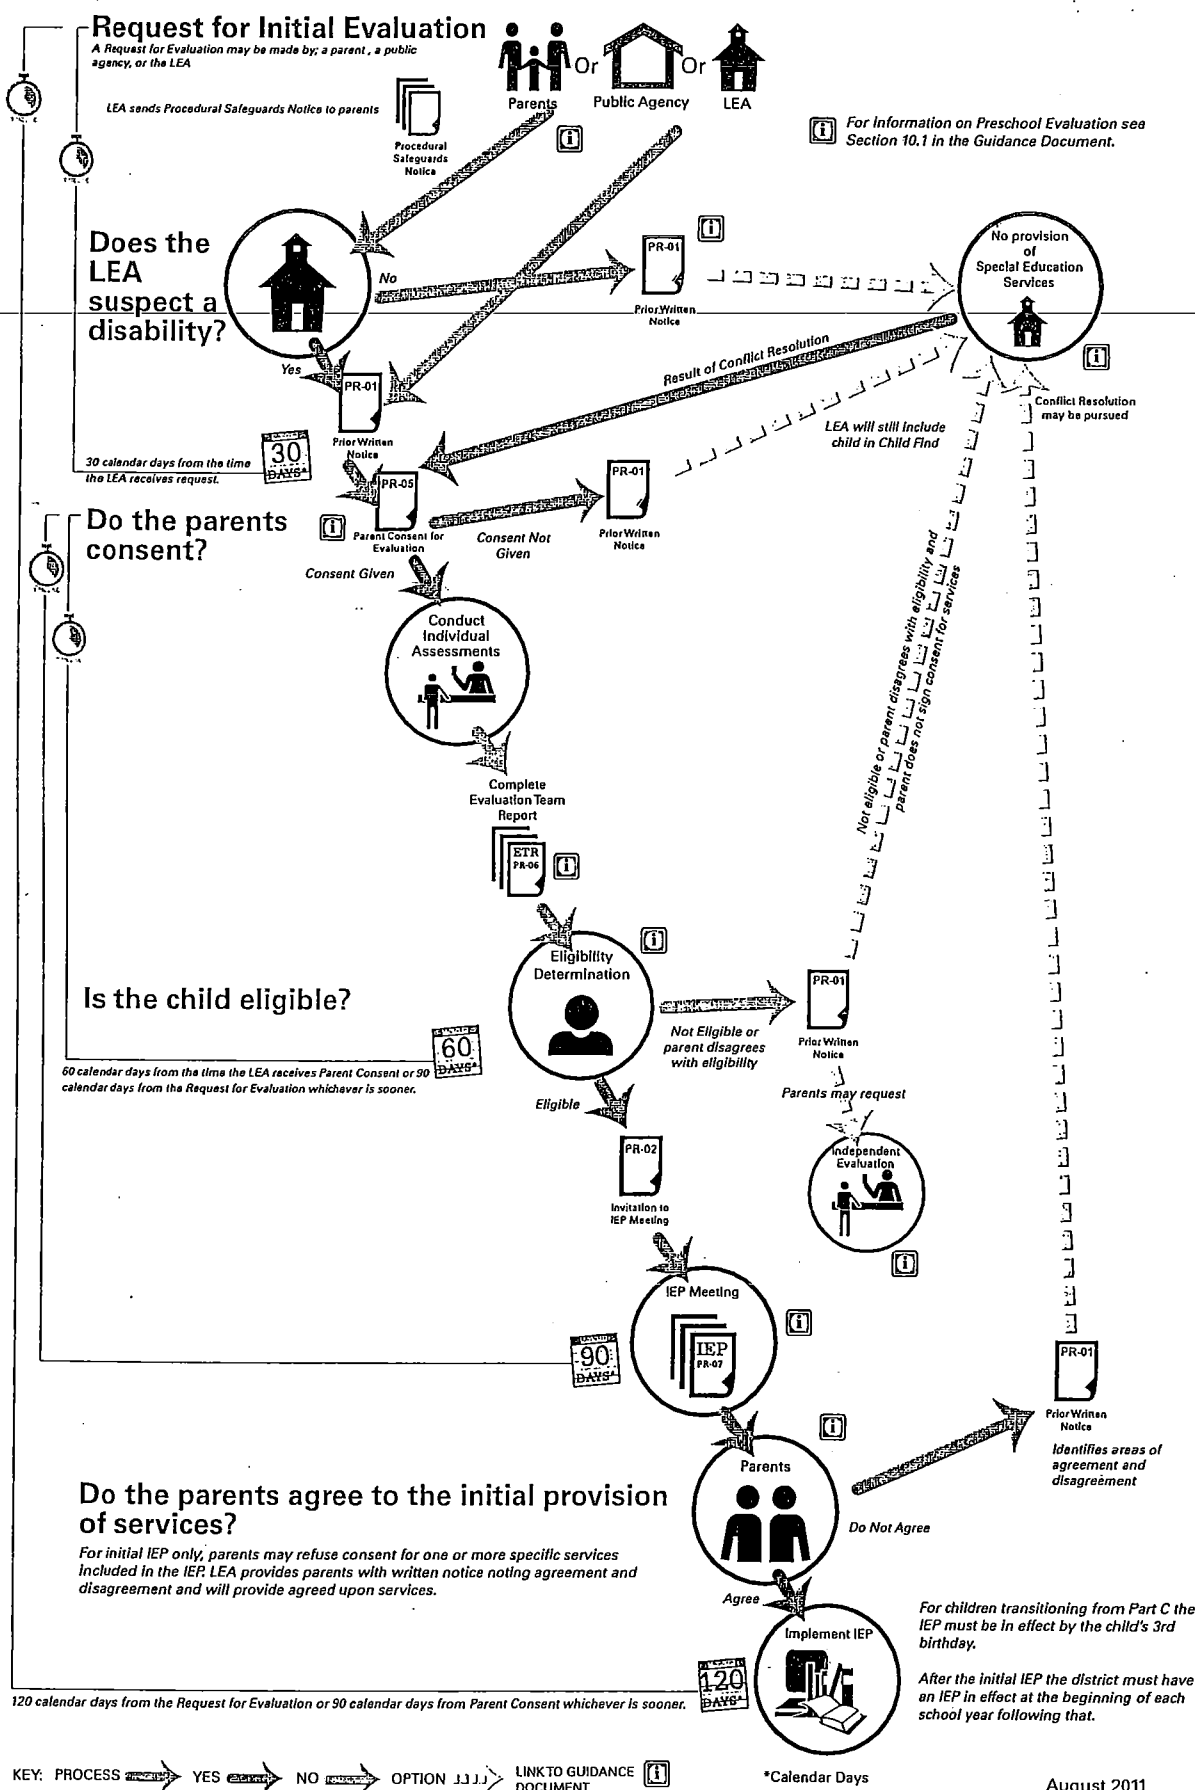 Request for Initial Evaluation
A Request for Evaluation may be made by; a parent , a public
agency, or the LEA
Or
Or
Parents
Public Agency
LEA
LEA sends Procedural Safeguards Notice to parents
Procedural
Safeguards
Notice
i
i
For Information on Preschool Evaluation see
Section 10.1 in the Guidance Document.
Does the
LEA
suspect a
disability?
No
PR-01
i
Prior Written
Notice
No provision
of
Special Education
Services
i
Yes
PR-01
Prior Written
Notice
Result of Conflict Resolution
Conflict Resolution
may be pursued
LEA will still include
child in Child Find
30
DAYS*
30 calendar days from the time
the LEA receives request.
PR-05
i
Parent Consent for
Evaluation
PR-01
Prior Written
Notice
Do the parents
consent?
Consent Not
Given
Consent Given
Conduct
Individual
Assessments
Not eligible or parent disagrees with eligibility and
parent does not sign consent for services
Complete
Evaluation Team
Report
ETR
PR-06
i
i
Eligibility
Determination
Is the child eligible?
PR-01
Prior Written
Notice
Not Eligible or
parent disagrees
with eligibility
60
DAYS*
60 calendar days from the time the LEA receives Parent Consent or 90
calendar days from the Request for Evaluation whichever is sooner.
Eligible
Parents may request
PR-02
Invitation to
IEP Meeting
Independent
Evaluation
i
IEP Meeting
i
IEP
PR-07
90
DAYS*
PR-01
Prior Written
Notice
Identifies areas of
agreement and
disagreement
i
Parents
Do the parents agree to the initial provision
of services?
For initial IEP only, parents may refuse consent for one or more specific services
included in the IEP. LEA provides parents with written notice noting agreement and
disagreement and will provide agreed upon services.
Do Not Agree
Agree
Implement IEP
For children transitioning from Part C the
IEP must be in effect by the child's 3rd
birthday.
After the initial IEP the district must have
an IEP in effect at the beginning of each
school year following that.
120
DAYS*
120 calendar days from the Request for Evaluation or 90 calendar days from Parent Consent whichever is sooner.
KEY: PROCESS YES NO OPTION LINK TO GUIDANCE
DOCUMENT
i
*Calendar Days
August 2011